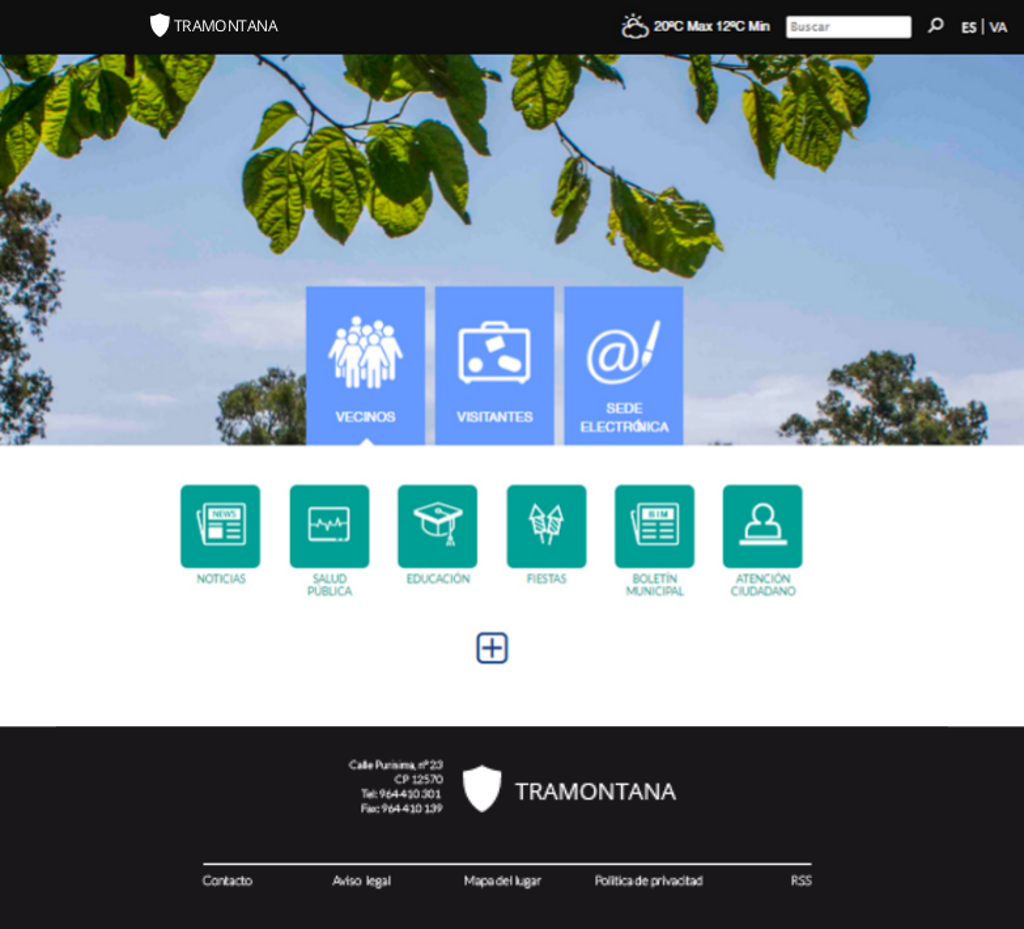 TRAMONTANA
20ºC Max 12ºC Min
Buscar
ES | VA
VECINOS
VISITANTES
SEDE
ELECTRÓNICA
NEWS
BIM
NOTICIAS
SALUD
PÚBLICA
EDUCACIÓN
FIESTAS
BOLETÍN
MUNICIPAL
ATENCIÓN
CIUDADANO
Calle Purísima, nº 23
CP 12570
Tel: 964 410 301
Fax: 964 410 139
TRAMONTANA
Contacto
Aviso legal
Mapa del lugar
Política de privacitad
RSS